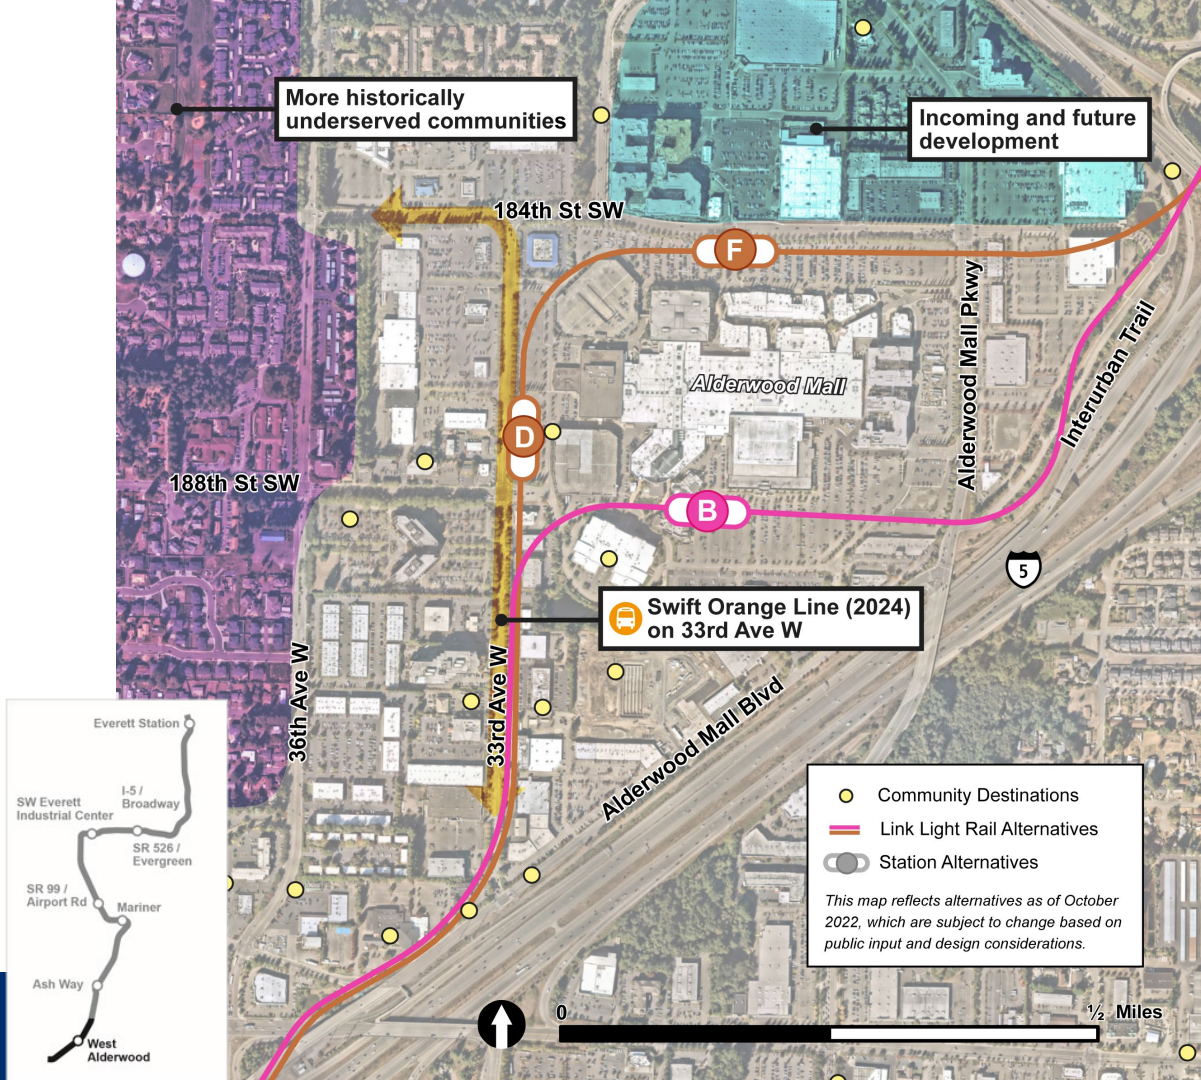 More historically
underserved communities
Incoming and future
development
184th St SW
F
Alderwood Mall Pkwy
Interurban Trail
Alderwood Mall
D
188th St SW
B
5
Swift Orange Line (2024)
on 33rd Ave W
36th Ave W
33rd Ave W
Alderwood Mall Blvd
Everett Station
I-5 /
Broadway
SW Everett
Industrial Center
SR 526 /
Evergreen
SR 99 /
Airport Rd
Mariner
Ash Way
West
Alderwood
Community Destinations
Link Light Rail Alternatives
Station Alternatives
This map reflects alternatives as of October
2022, which are subject to change based on
public input and design considerations.
0
½ Miles